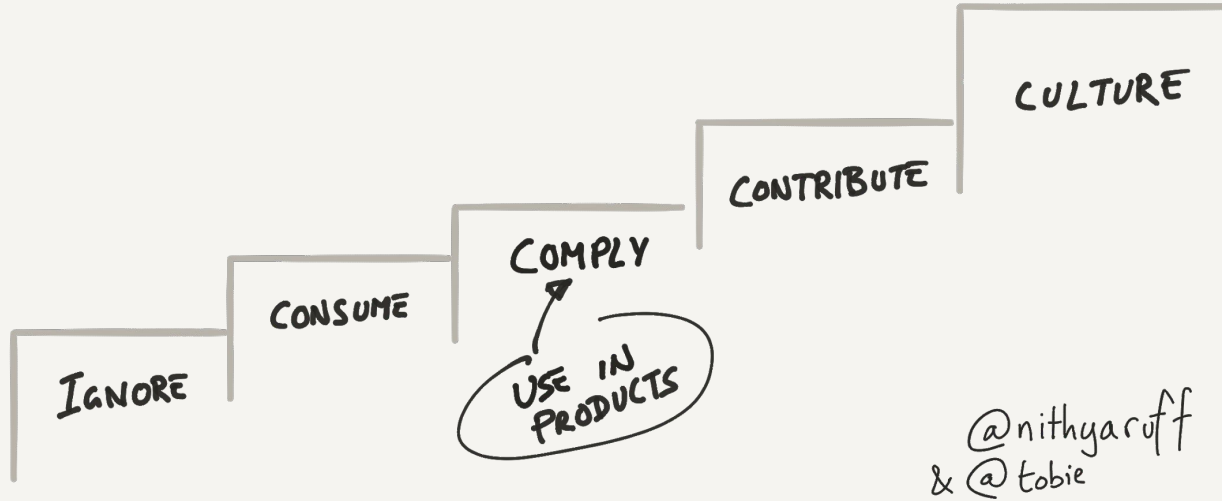 IGNORE
CONSUME
COMPLY
USE IN
PRODUCTS
CONTRIBUTE
CULTURE
@nithyaruff
& @tobie